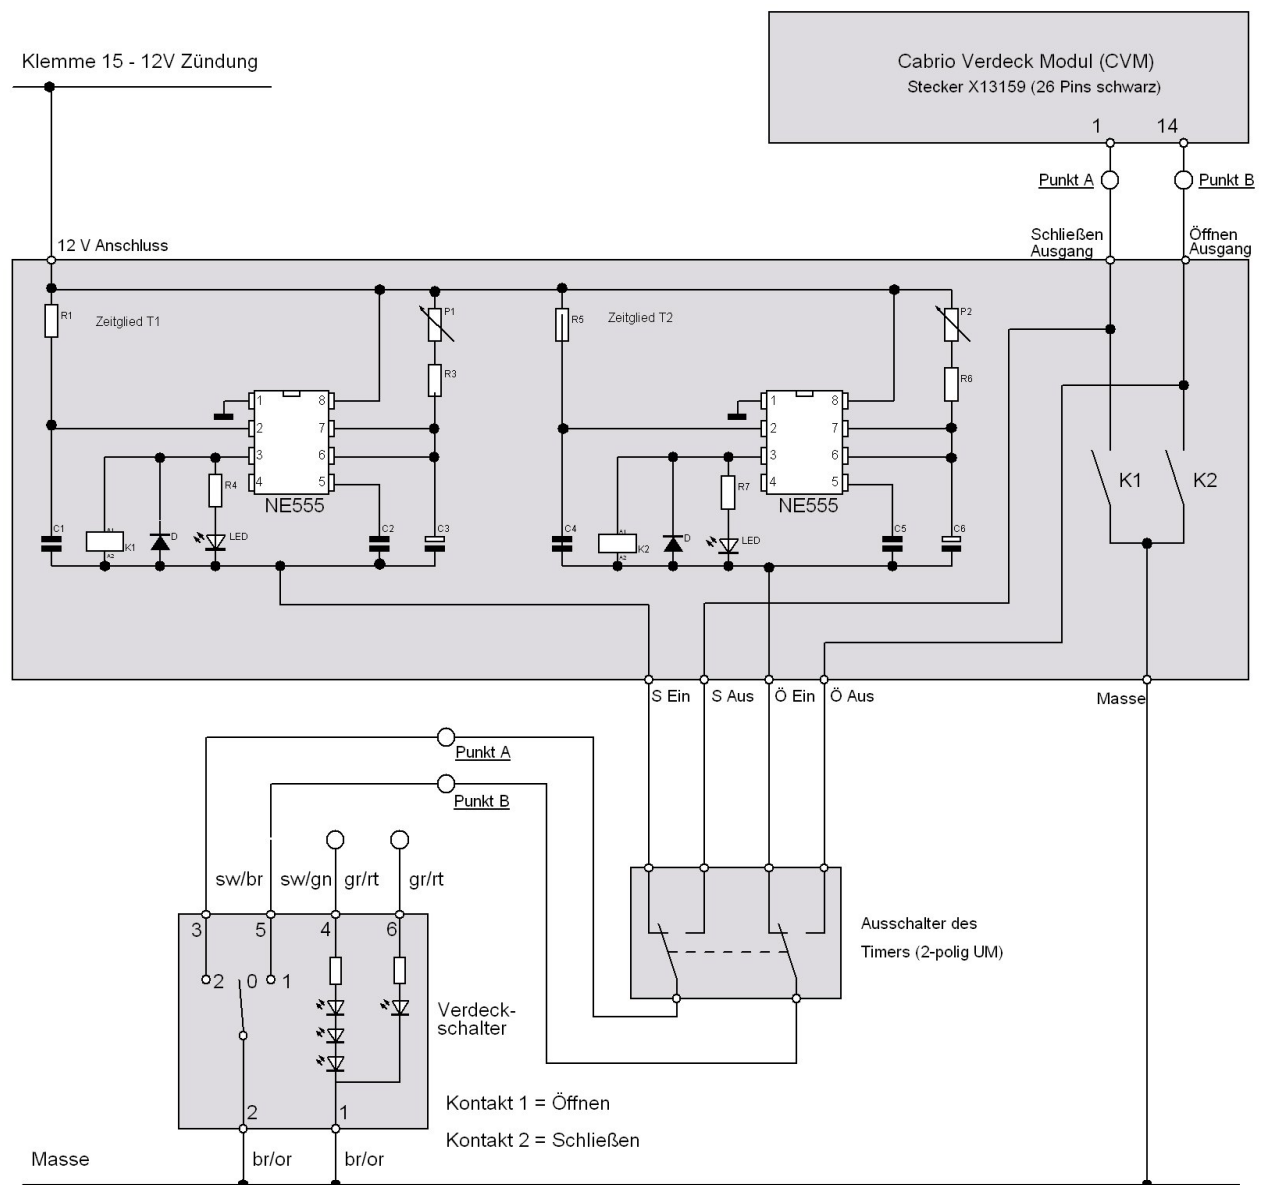 Klemme 15 - 12V Zündung
Cabrio Verdeck Modul (CVM)
Stecker X13159 (26 Pins schwarz)
1 14
Punkt A Punkt B
12 V Anschluss
Schließen
Ausgang
Öffnen
Ausgang
R1 Zeitglied T1 P1 R5 Zeitglied T2 P2
R3 R6
1 8 1 8
2 7 2 7
3 6 3 6
4 5 4 5
R4 R7
NE555 NE555
K1 K2
C1 A1 K1 A2 D LED C2 C3
C4 A1 K2 A2 D LED C5 C6
S Ein S Aus Ö Ein Ö Aus Masse
Punkt A
Punkt B
sw/br sw/gn gr/rt gr/rt
3 5 4 6
2 0 1
Verdeck-
schalter
2 1
Ausschalter des
Timers (2-polig UM)
Kontakt 1 = Öffnen
Kontakt 2 = Schließen
Masse br/or br/or